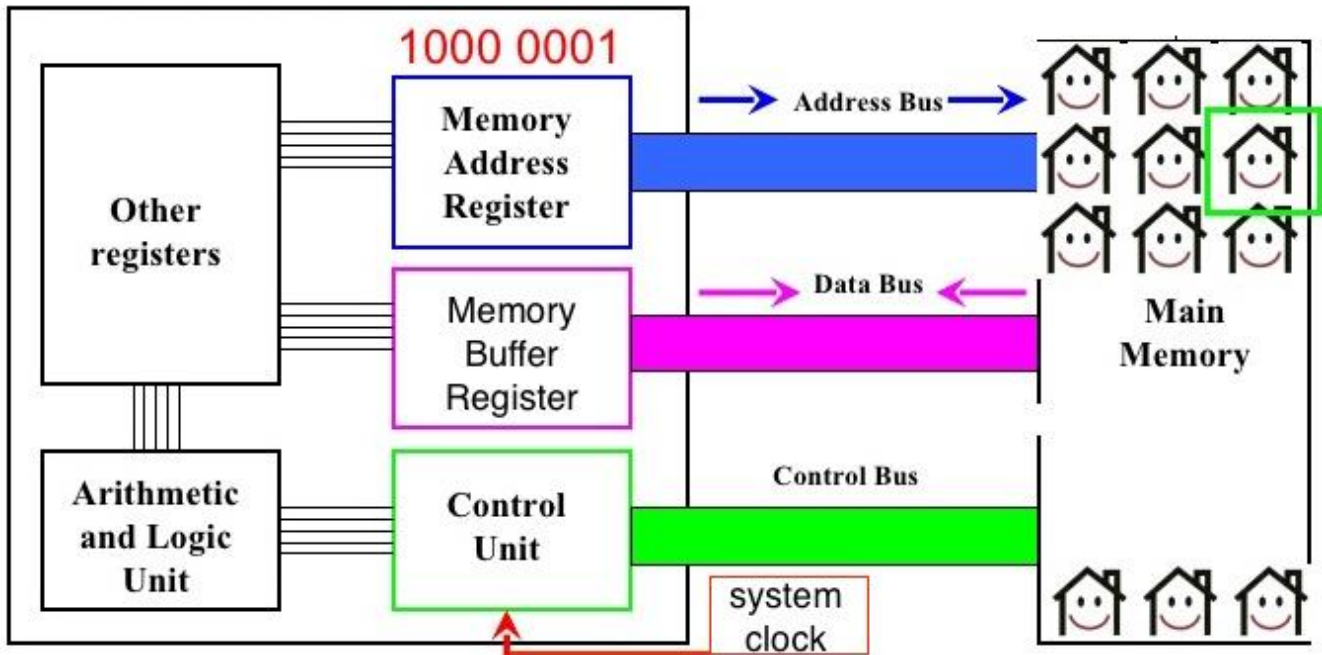 1000 0001
Memory
Address
Register
Address Bus
Other
registers
Memory
Buffer
Register
Data Bus
Main
Memory
Arithmetic
and Logic
Unit
Control
Unit
Control Bus
system
clock